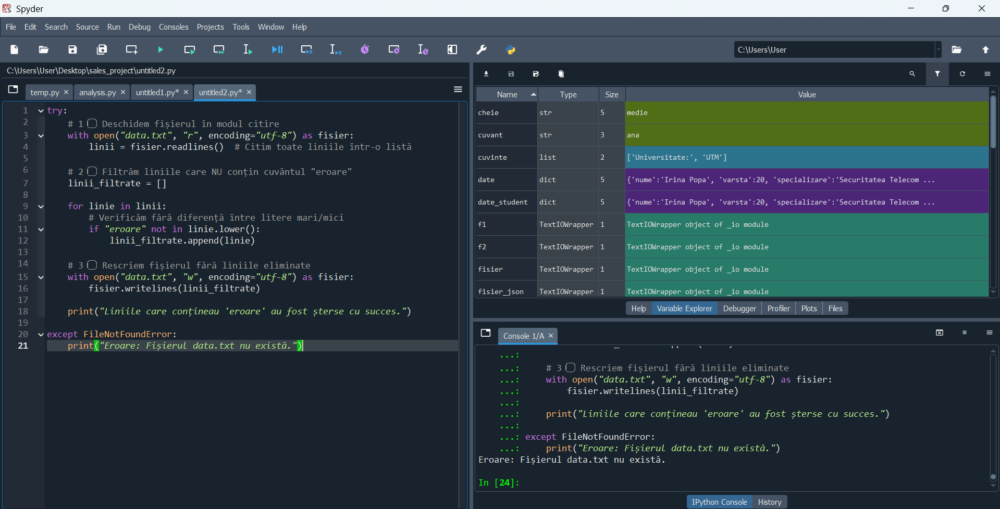 Spyder
File Edit Search Source Run Debug Consoles Projects Tools Window Help
C:\Users\User
C:\Users\User\Desktop\sales_project\untitled2.py
temp.py analysis.py untitled1.py* untitled2.py*
1 try:
2 # 1 Deschidem fișierul în modul citire
3 with open("data.txt", "r", encoding="utf-8") as fisier:
4 linii = fisier.readlines() # Citim toate liniile într-o listă
5
6 # 2 Filtrăm liniile care NU conțin cuvântul "eroare"
7 linii_filtrate = []
8
9 for linie in linii:
10 # Verificăm fără diferență între litere mari/mici
11 if "eroare" not in linie.lower():
12 linii_filtrate.append(linie)
13
14 # 3 Rescriem fișierul fără liniile eliminate
15 with open("data.txt", "w", encoding="utf-8") as fisier:
16 fisier.writelines(linii_filtrate)
17
18 print("Liniile care conțineau 'eroare' au fost șterse cu succes.")
19
20 except FileNotFoundError:
21 print("Eroare: Fișierul data.txt nu există.")
Name Type Size Value
cheie str 5 medie
cuvant str 3 ana
cuvinte list 2 ['Universitate:', 'UTM']
date dict 5 {'nume':'Irina Popa', 'varsta':20, 'specializare':'Securitatea Telecom ...
date_student dict 5 {'nume':'Irina Popa', 'varsta':20, 'specializare':'Securitatea Telecom ...
f1 TextIOWrapper 1 TextIOWrapper object of _io module
f2 TextIOWrapper 1 TextIOWrapper object of _io module
fisier TextIOWrapper 1 TextIOWrapper object of _io module
fisier_json TextIOWrapper 1 TextIOWrapper object of _io module
Help Variable Explorer Debugger Profiler Plots Files
Console 1/A
...:
...: # 3 Rescriem fișierul fără liniile eliminate
...: with open("data.txt", "w", encoding="utf-8") as fisier:
...: fisier.writelines(linii_filtrate)
...:
...: print("Liniile care conțineau 'eroare' au fost șterse cu succes.")
...:
...: except FileNotFoundError:
...: print("Eroare: Fișierul data.txt nu există.")
Eroare: Fișierul data.txt nu există.
In [24]:
IPython Console History